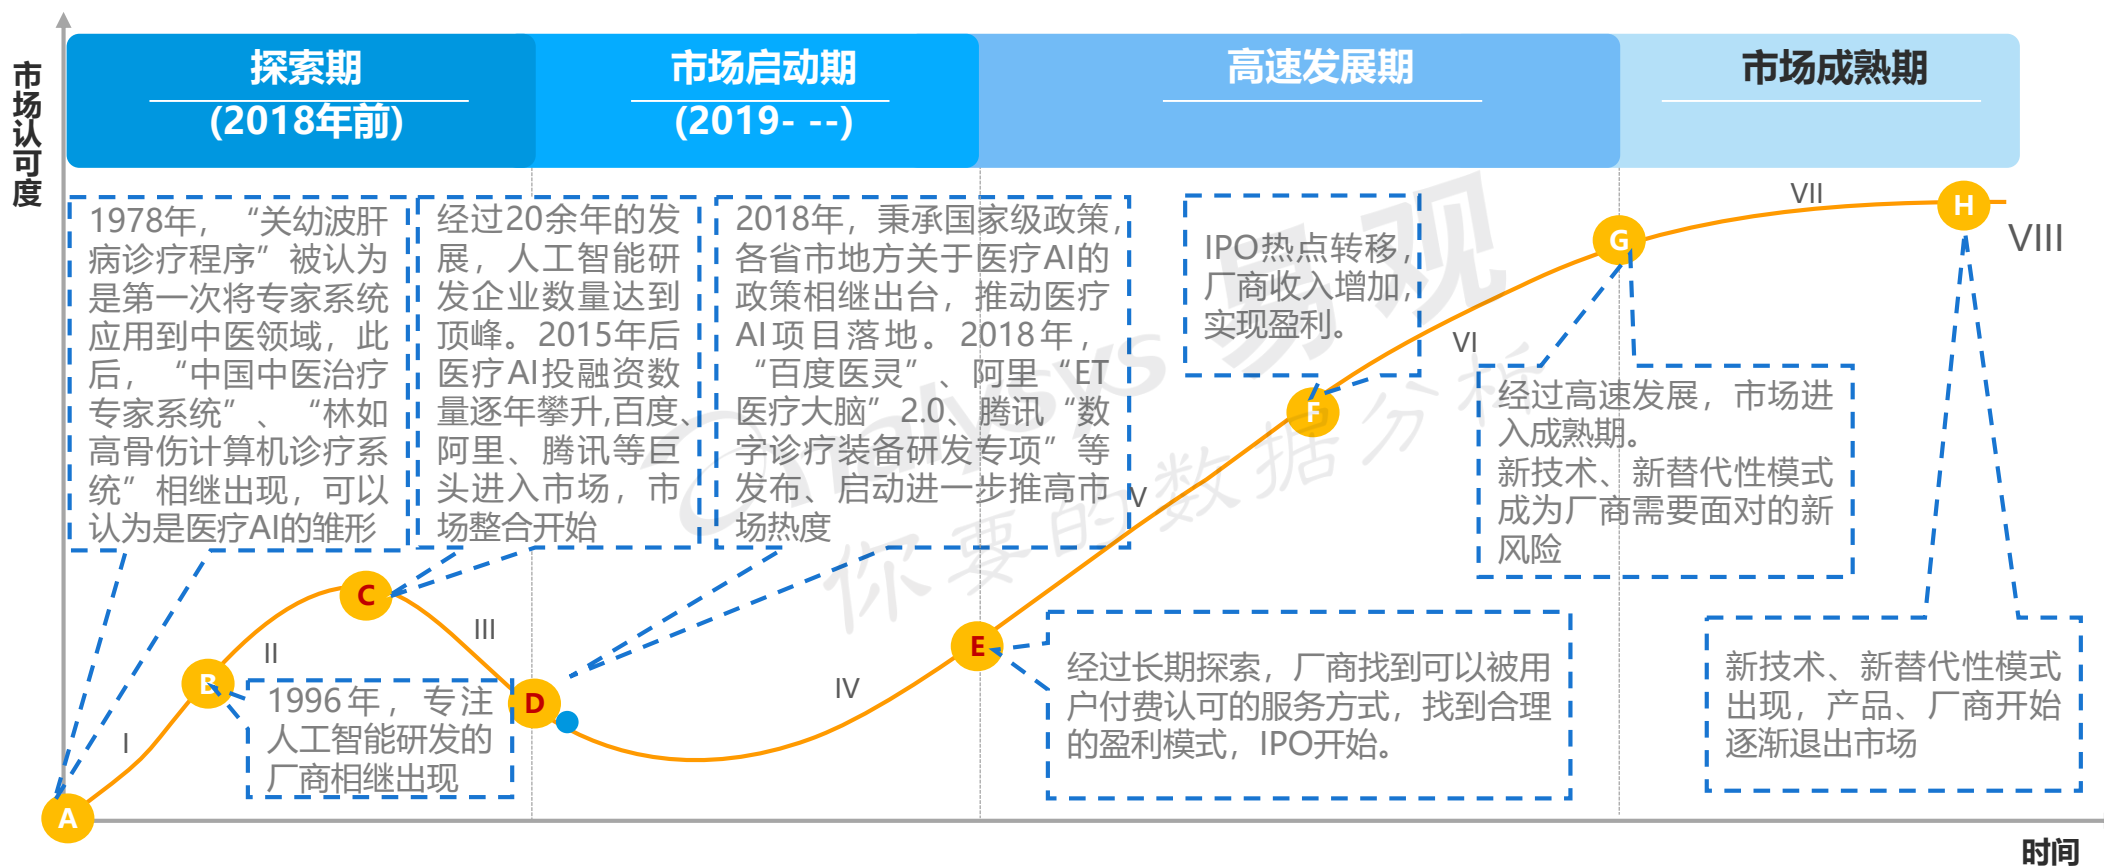 市场认可度
探索期
(2018年前)
市场启动期
(2019- --)
高速发展期
市场成熟期
1978年，“关幼波肝
病诊疗程序”被认为
是第一次将专家系统
应用到中医领域，此
后，“中国中医治疗
专家系统”、“林如
高骨伤计算机诊疗系
统”相继出现，可以
认为是医疗AI的雏形
经过20余年的发
展，人工智能研
发企业数量达到
顶峰。2015年后
医疗AI投融资数
量逐年攀升,百度、
阿里、腾讯等巨
头进入市场，市
场整合开始
2018年，秉承国家级政策，
各省市地方关于医疗AI的
政策相继出台，推动医疗
AI项目落地。2018年，
“百度医灵”、阿里“ET
医疗大脑”2.0、腾讯“数
字诊疗装备研发专项”等
发布、启动进一步推高市
场热度
IPO热点转移，
厂商收入增加，
实现盈利。
经过高速发展，市场进
入成熟期。
新技术、新替代性模式
成为厂商需要面对的新
风险
1996年，专注
人工智能研发的
厂商相继出现
经过长期探索，厂商找到可以被用
户付费认可的服务方式，找到合理
的盈利模式，IPO开始。
新技术、新替代性模式
出现，产品、厂商开始
逐渐退出市场
A
I
B
II
C
III
D
IV
E
V
F
VI
G
VII
H
VIII
时间
nalysys 易观
你要的数据分析